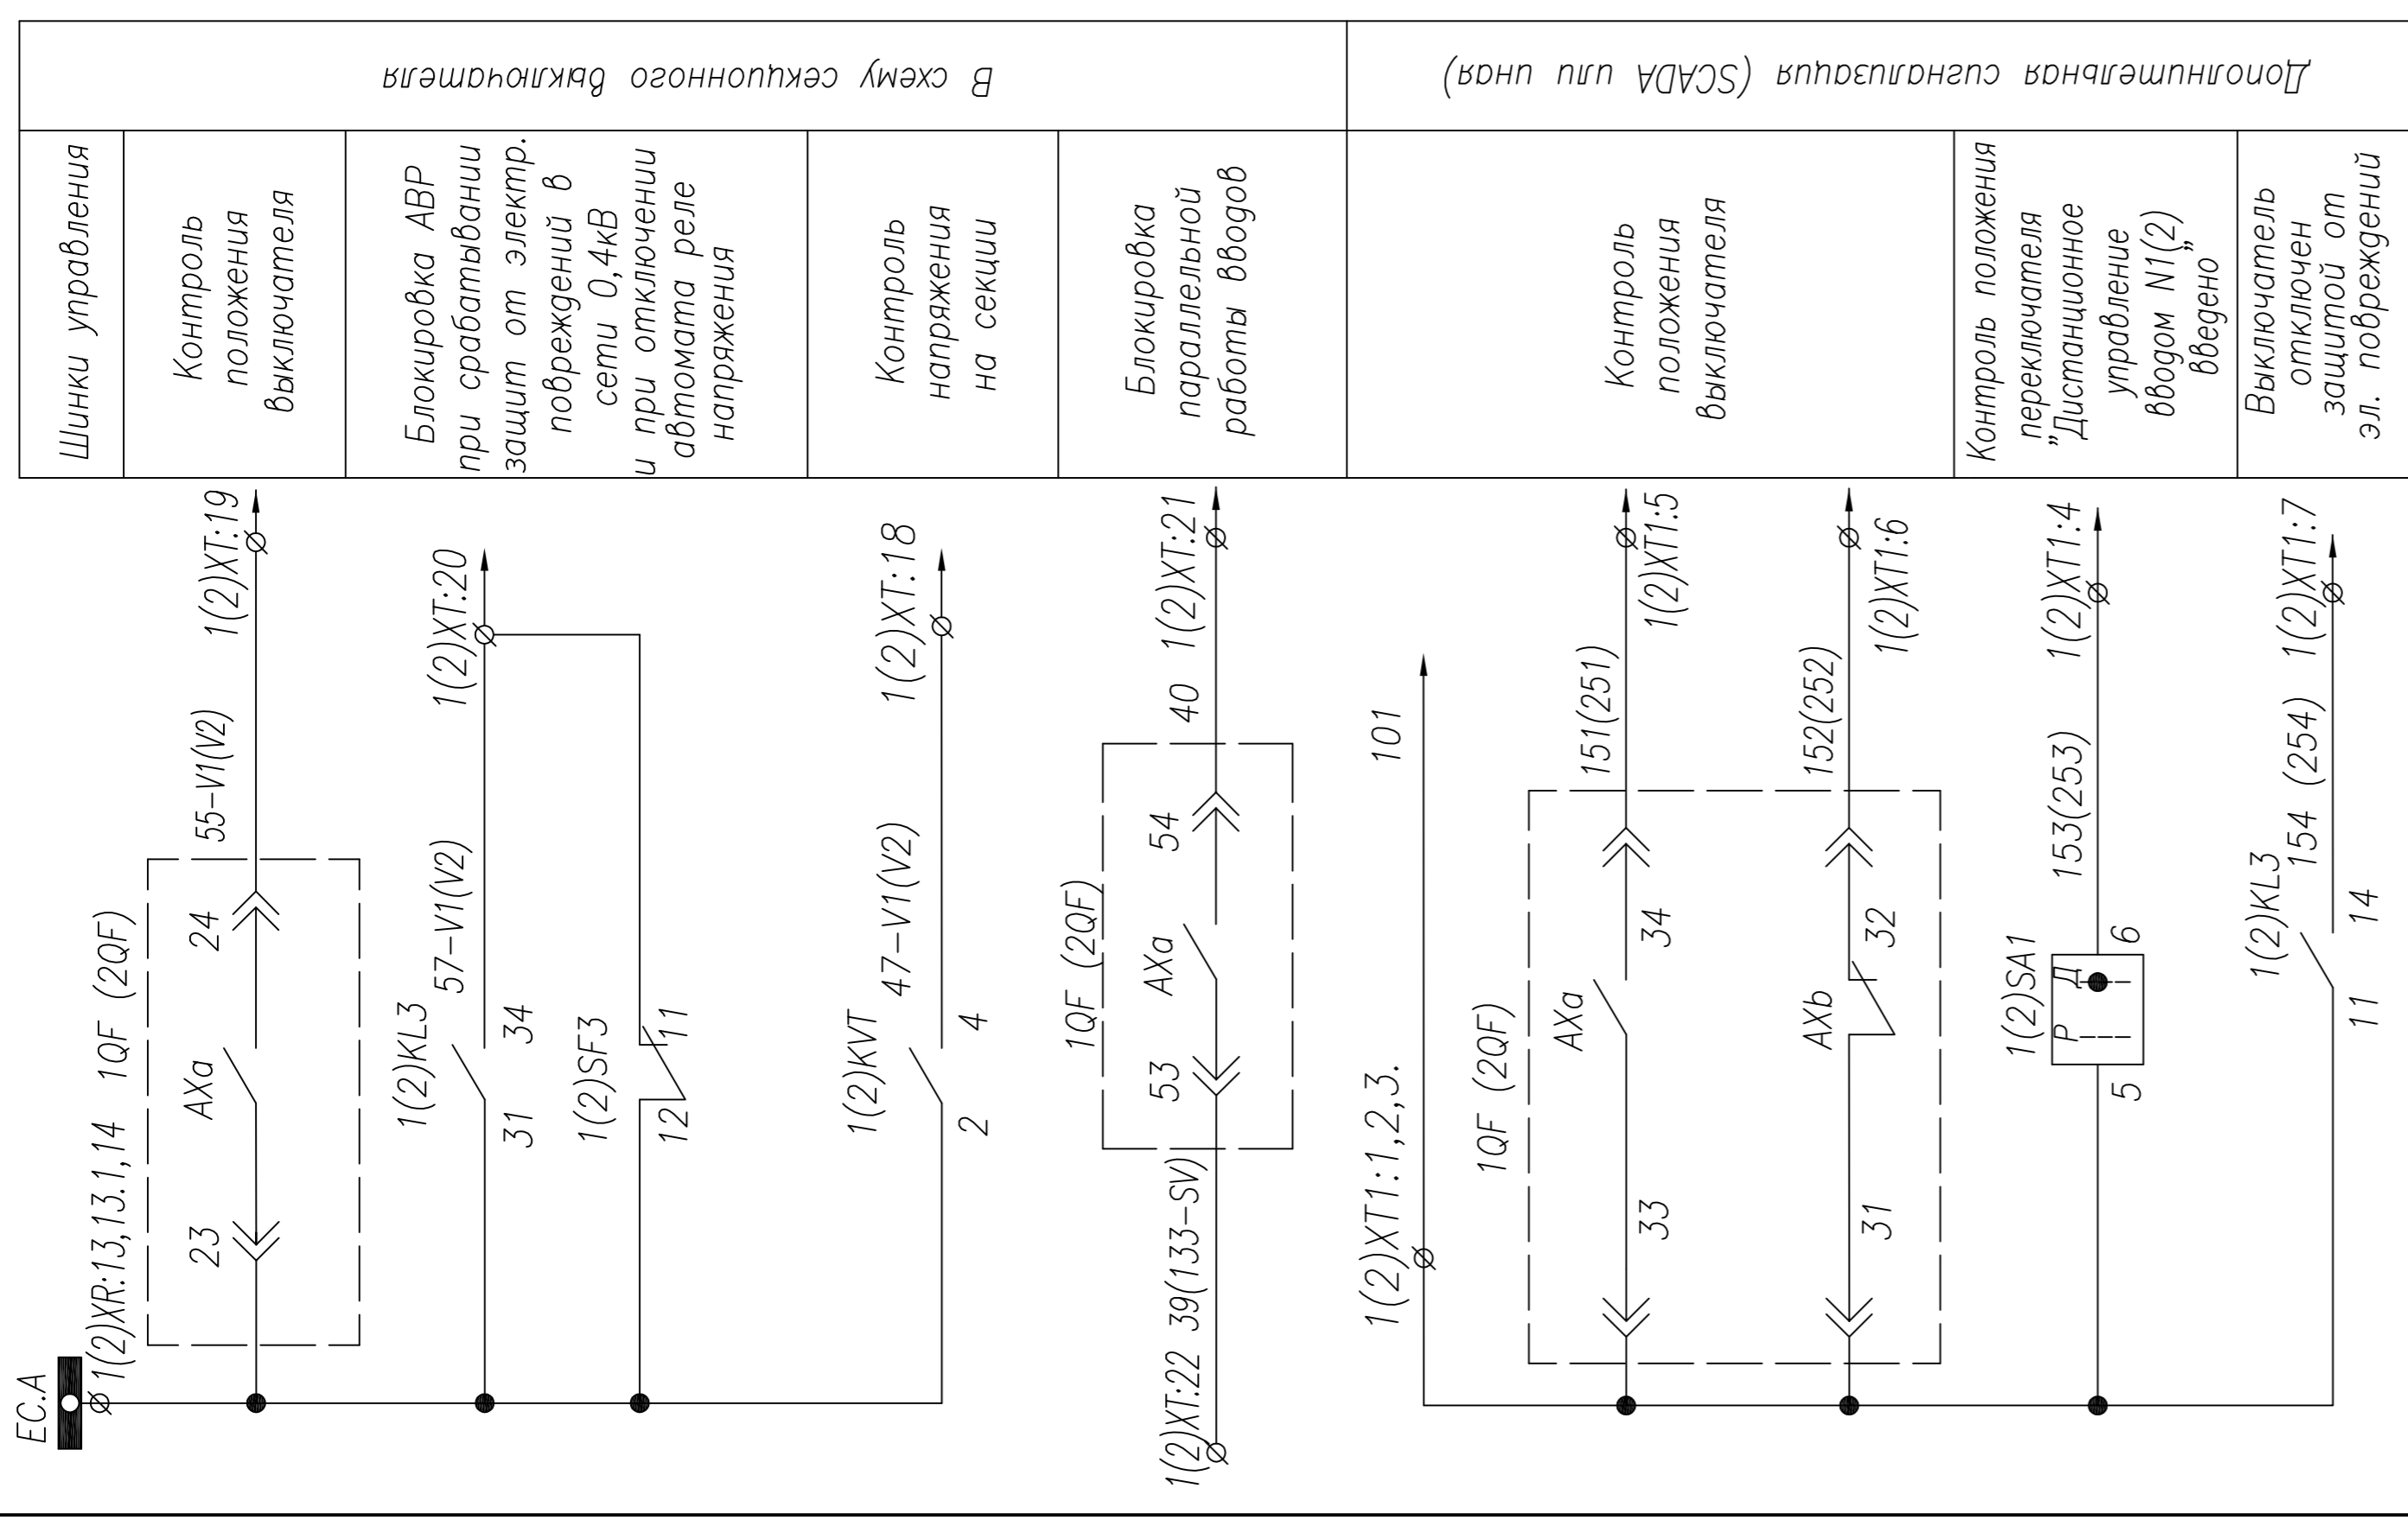 В схему секционного выключателя
Дополнительная сигнализация (SCADA или иная)
Шинки управления
Контроль
положения
выключателя
Блокировка АВР
при срабатывании
защит от электр.
повреждений в
сети 0,4кВ
и при отключении
автомата реле
напряжения
Контроль
напряжения
на секции
Блокировка
параллельной
работы вводов
Контроль
положения
выключателя
Контроль положения
переключателя
"Дистанционное
управление
вводом N1(2)
введено"
Выключатель
отключен
защитой от
эл. повреждений
EC.A
1(2)XR:13,13.1,14
1QF (2QF)
23
AXa
24
55-V1(V2)
1(2)XT:19
1(2)KL3
31
34
57-V1(V2)
1(2)XT:20
1(2)SF3
12
11
1(2)KVT
2
4
47-V1(V2)
1(2)XT:18
1(2)XT:22
39(133-SV)
1QF (2QF)
53
AXa
54
40
1(2)XT:21
1(2)XT1:1,2,3.
101
1QF (2QF)
33
AXa
34
151(251)
1(2)XT1:5
31
AXb
32
152(252)
1(2)XT1:6
1(2)SA1
Р Д
5
6
153(253)
1(2)XT1:4
1(2)KL3
11
14
154 (254)
1(2)XT1:7